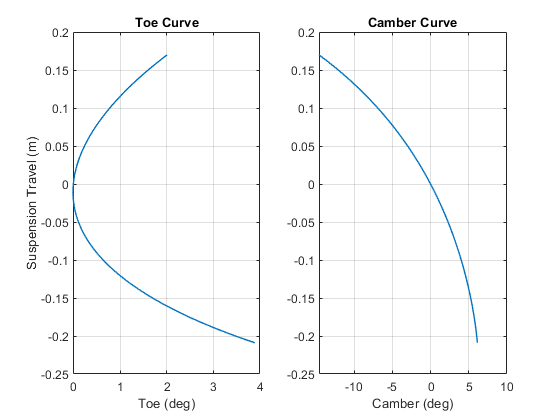 Toe Curve
0.2
0.15
0.1
0.05
0
-0.05
-0.1
-0.15
-0.2
-0.25
Suspension Travel (m)
0 1 2 3 4
Toe (deg)
Camber Curve
0.2
0.15
0.1
0.05
0
-0.05
-0.1
-0.15
-0.2
-0.25
-10 -5 0 5 10
Camber (deg)